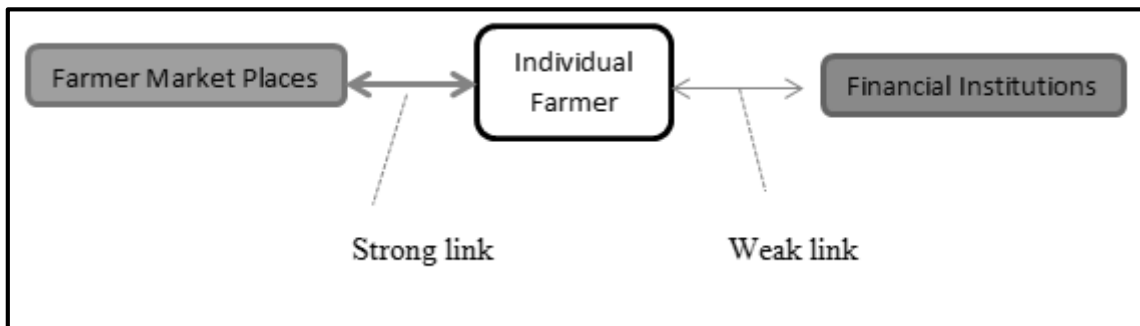 Farmer Market Places
Individual
Farmer
Financial Institutions
Strong link
Weak link